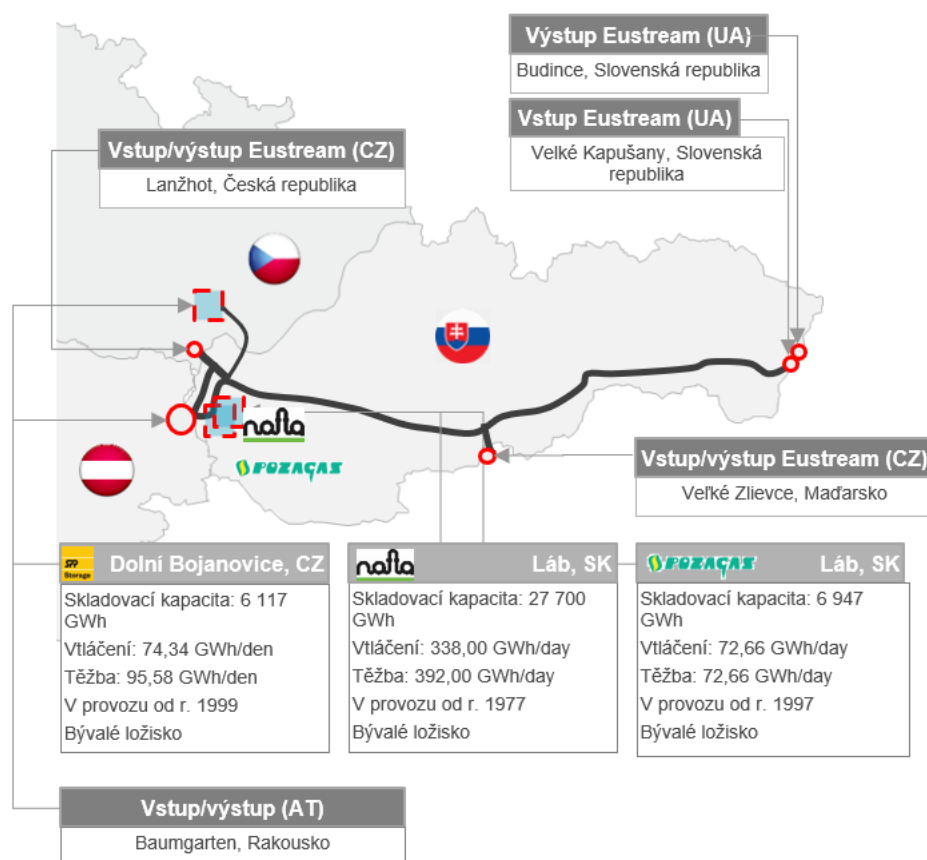 Výstup Eustream (UA)
Budince, Slovenská republika
Vstup Eustream (UA)
Velké Kapušany, Slovenská
republika
Vstup/výstup Eustream (CZ)
Lanžhot, Česká republika
nafta
POZAGAS
Vstup/výstup Eustream (CZ)
Veľké Zlievce, Maďarsko
SPP
Storage
Dolní Bojanovice, CZ
Skladovací kapacita: 6 117
GWh
Vtláčení: 74,34 GWh/den
Těžba: 95,58 GWh/den
V provozu od r. 1999
Bývalé ložisko
nafta
Láb, SK
Skladovací kapacita: 27 700
GWh
Vtláčení: 338,00 GWh/day
Těžba: 392,00 GWh/day
V provozu od r. 1977
Bývalé ložisko
POZAGAS
Láb, SK
Skladovací kapacita: 6 947
GWh
Vtláčení: 72,66 GWh/day
Těžba: 72,66 GWh/day
V provozu od r. 1997
Bývalé ložisko
Vstup/výstup (AT)
Baumgarten, Rakousko